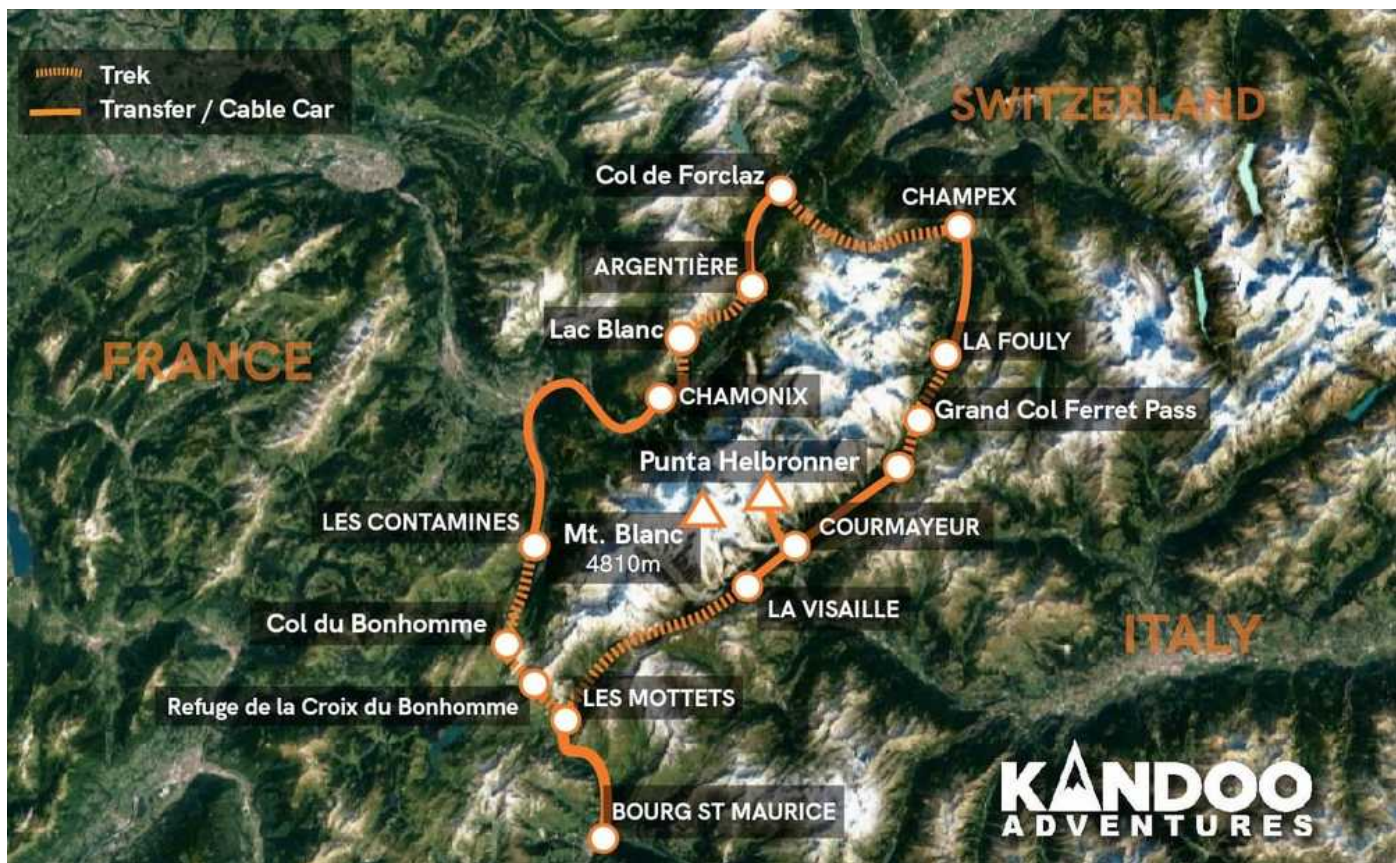 Trek
Transfer / Cable Car
SWITZERLAND
Col de Forclaz
CHAMPEX
ARGENTIÈRE
Lac Blanc
LA FOULY
FRANCE
CHAMONIX
Grand Col Ferret Pass
Punta Helbronner
LES CONTAMINES
Mt. Blanc
4810m
COURMAYEUR
LA VISAILLE
Col du Bonhomme
ITALY
Refuge de la Croix du Bonhomme
LES MOTTETS
BOURG ST MAURICE
KANDOO
ADVENTURES